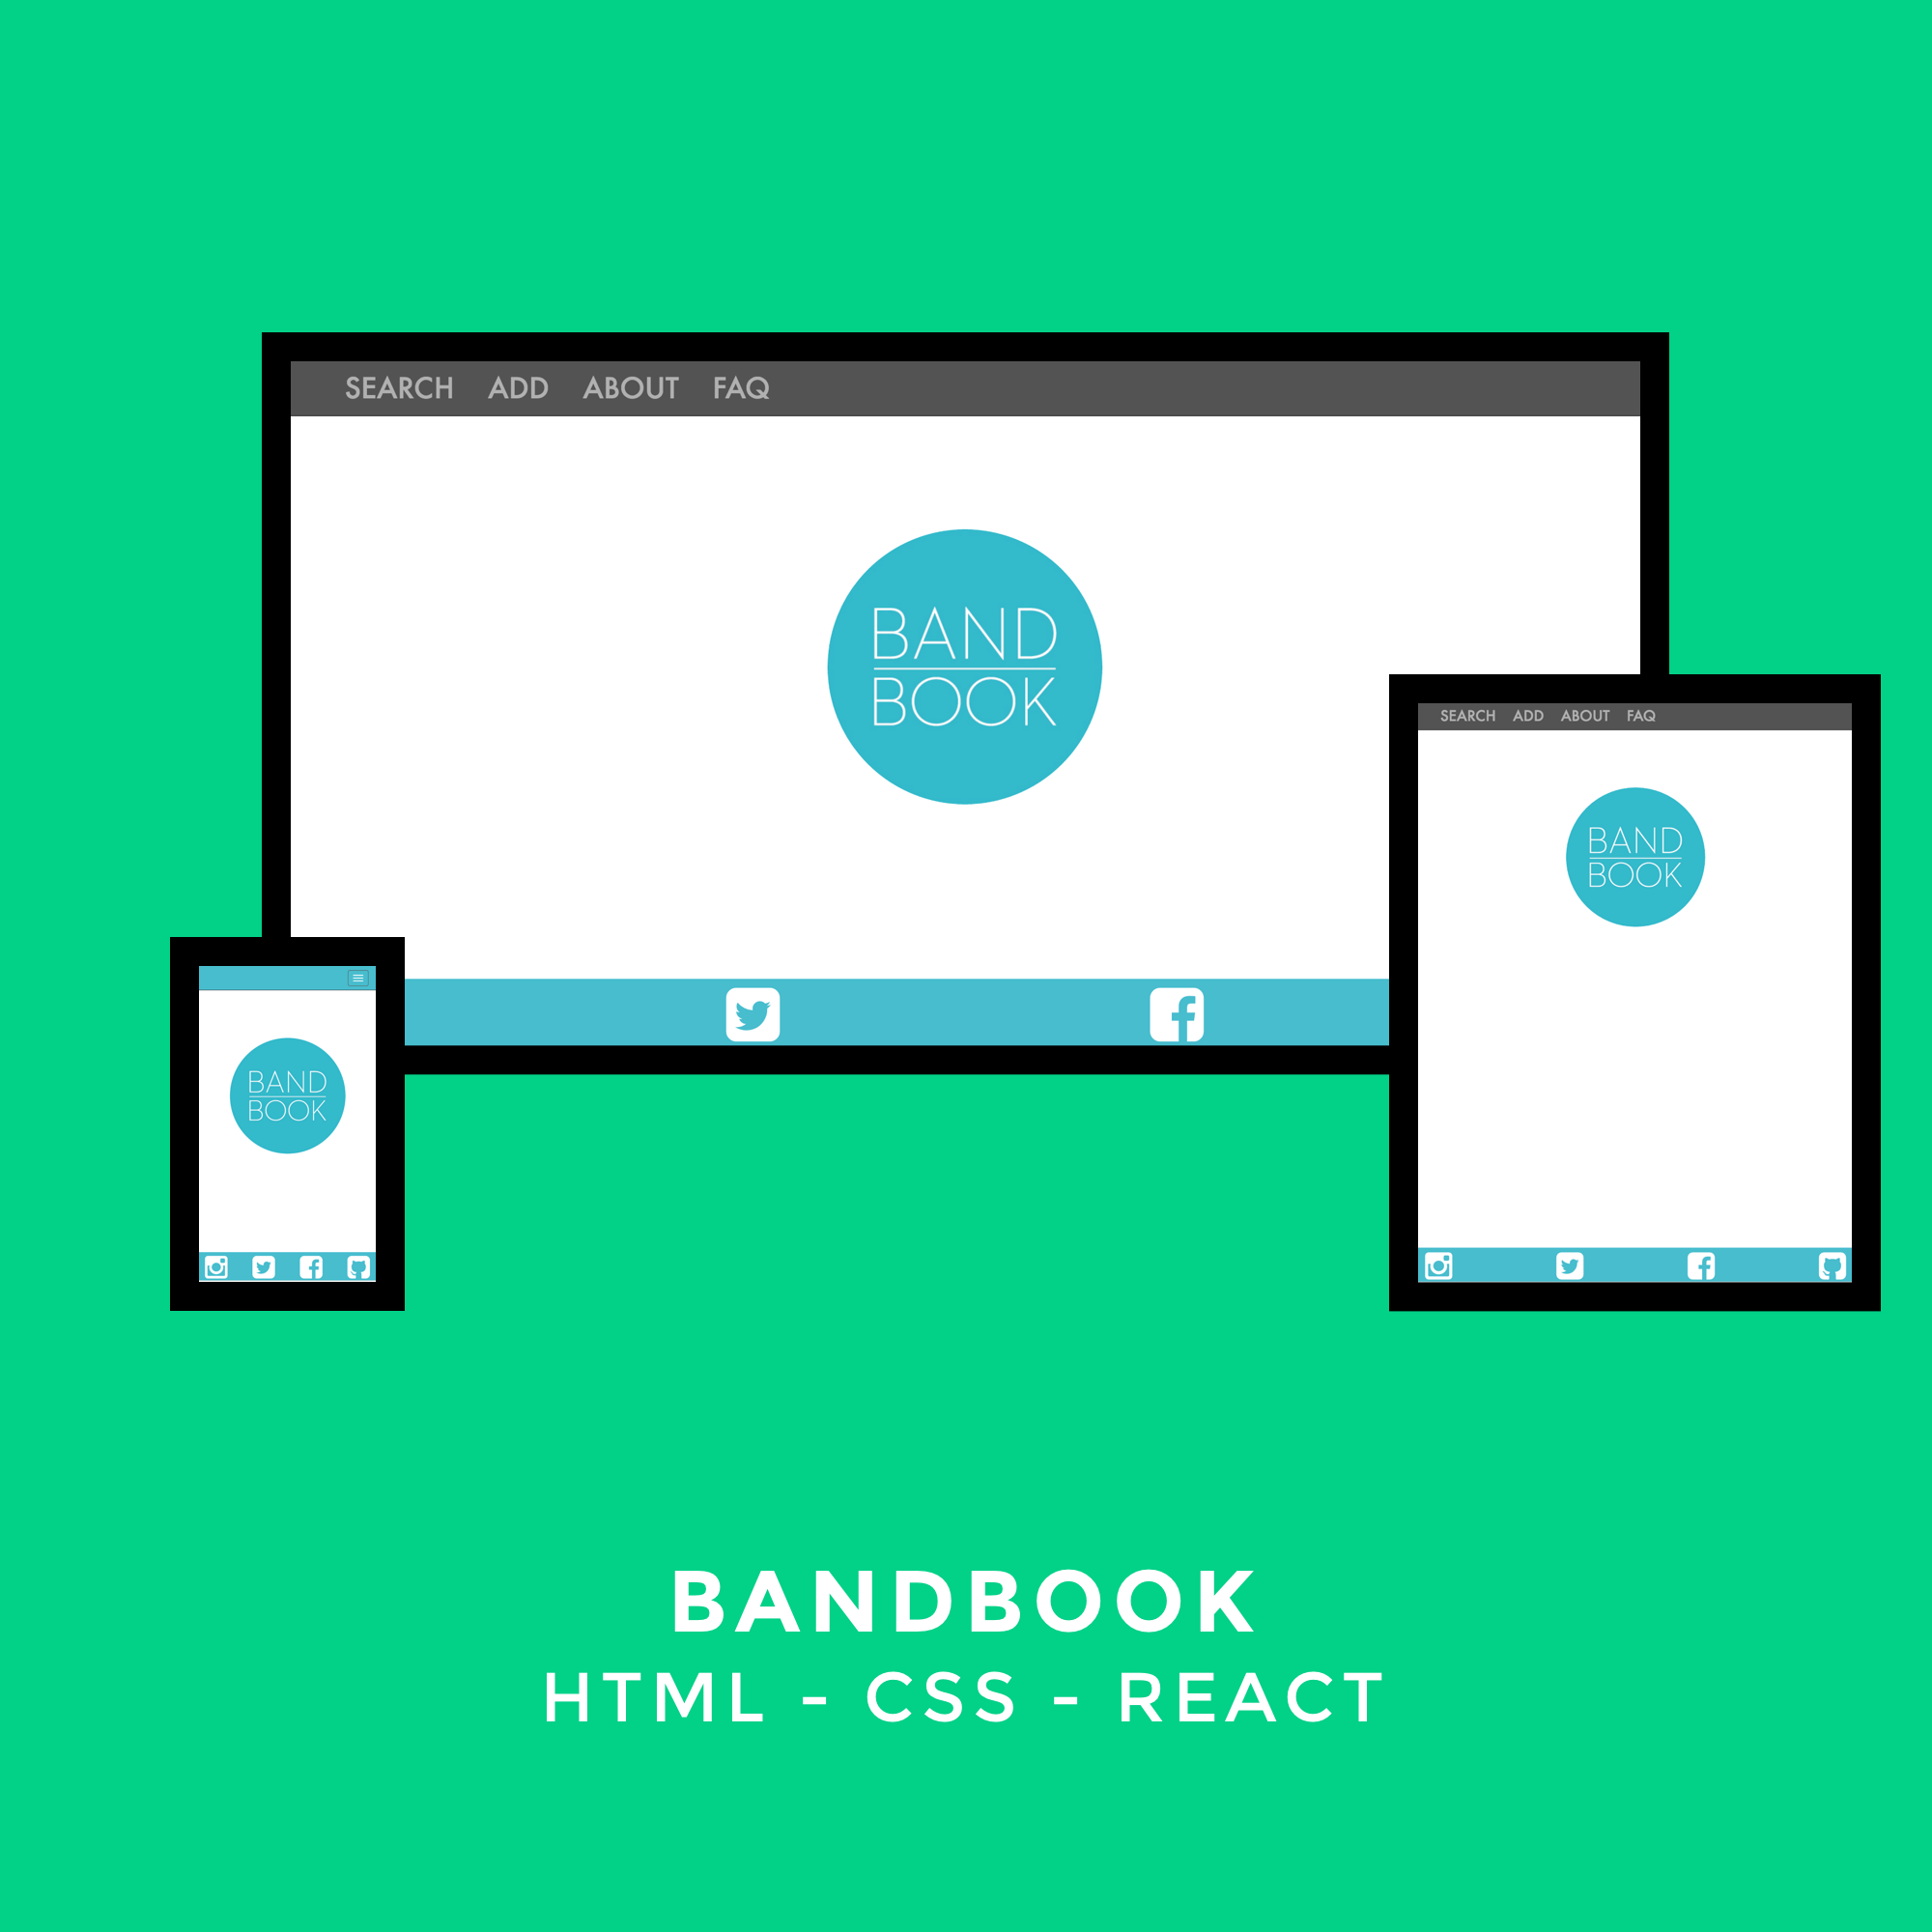 SEARCH ADD ABOUT FAQ
BAND
BOOK
SEARCH ADD ABOUT FAQ
BAND
BOOK
BAND
BOOK
BANDBOOK
HTML - CSS - REACT